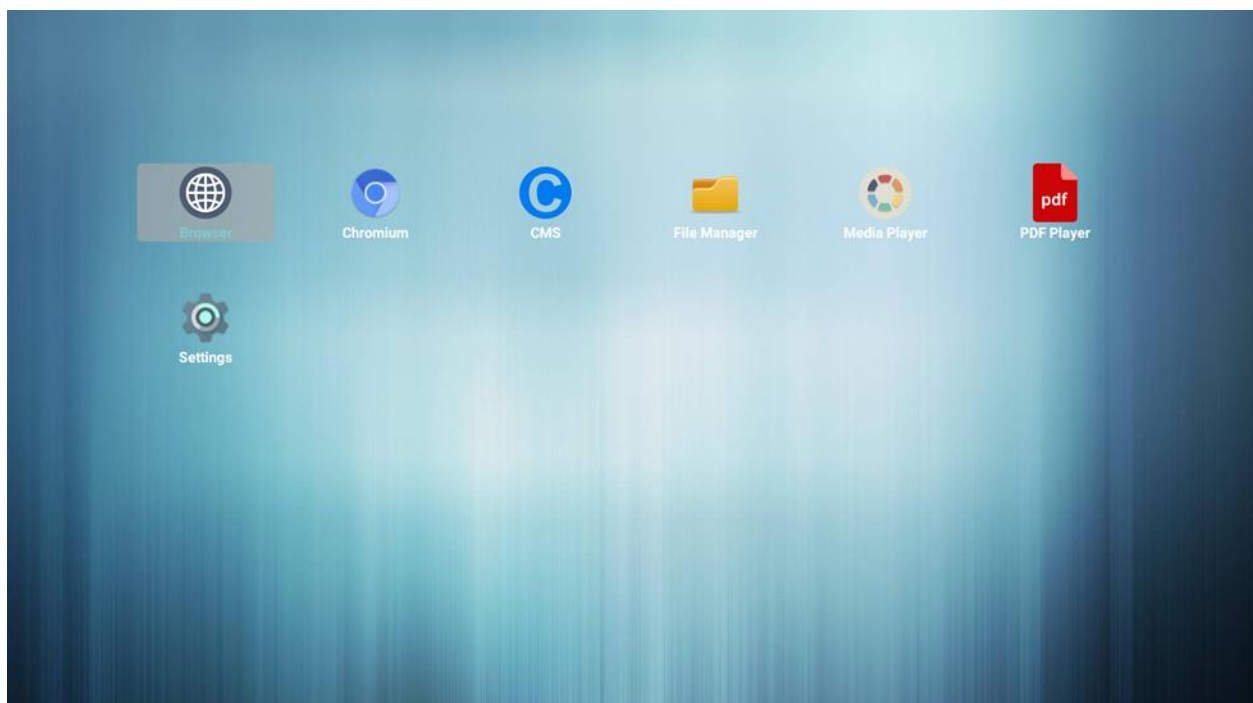 Browser
Chromium
CMS
File Manager
Media Player
pdf
PDF Player
Settings